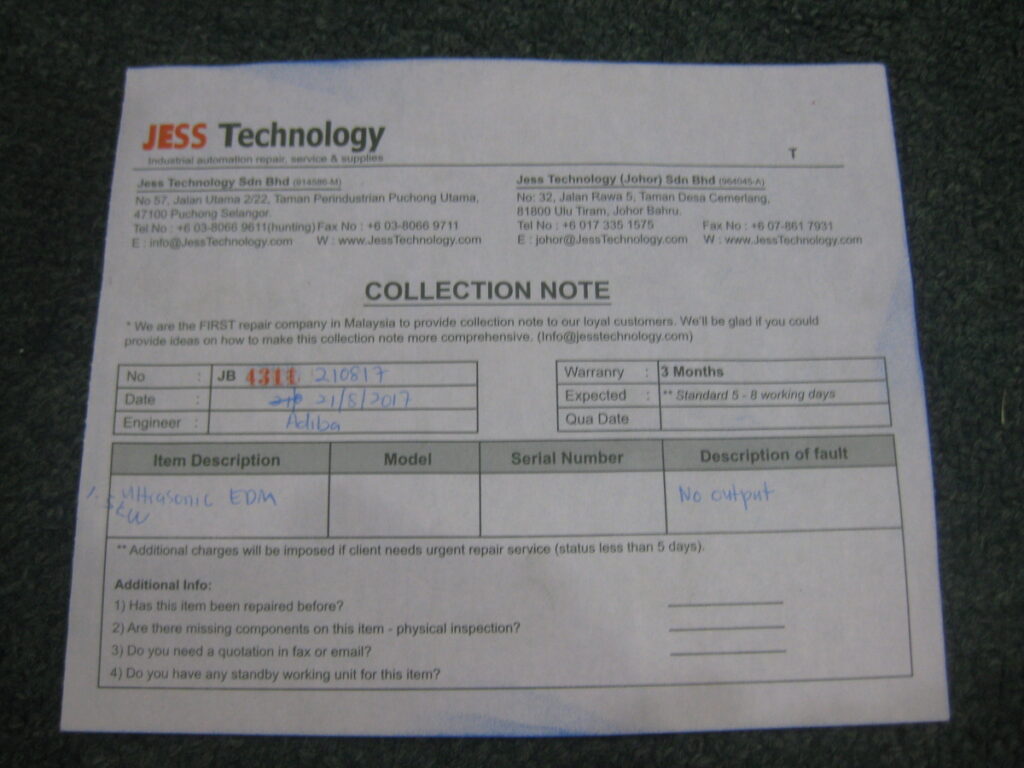 JESS Technology
Industrial automation repair, service & supplies
T
Jess Technology Sdn Bhd (814586-M)
No 57, Jalan Utama 2/22, Taman Perindustrian Puchong Utama,
47100 Puchong Selangor.
Tel No : +6 03-8066 9611(hunting) Fax No : +6 03-8066 9711
E : info@JessTechnology.com W : www.JessTechnology.com
Jess Technology (Johor) Sdn Bhd (964045-A)
No: 32, Jalan Rawa 5, Taman Desa Cemerlang,
81800 Ulu Tiram, Johor Bahru.
Tel No : +6 017 335 1575 Fax No : +6 07-861 7931
E : johor@JessTechnology.com W : www.JessTechnology.com
COLLECTION NOTE
* We are the FIRST repair company in Malaysia to provide collection note to our loyal customers. We'll be glad if you could
provide ideas on how to make this collection note more comprehensive. (Info@jesstechnology.com)
No : JB 4311 210817
Date : 21/8/2017
Engineer : Adiba
Warranry : 3 Months
Expected : ** Standard 5 - 8 working days
Qua Date
Item Description Model Serial Number Description of fault
Ultrasonic EDM No output
** Additional charges will be imposed if client needs urgent repair service (status less than 5 days).
Additional Info:
1) Has this item been repaired before?
2) Are there missing components on this item - physical inspection?
3) Do you need a quotation in fax or email?
4) Do you have any standby working unit for this item?